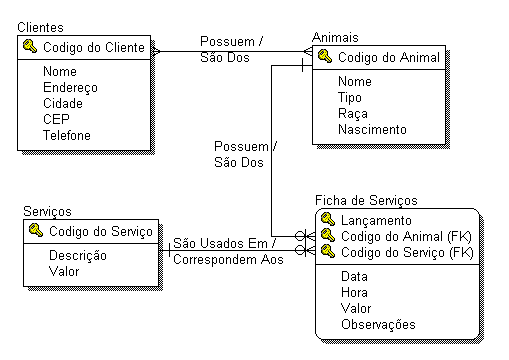 Clientes
Codigo do Cliente
Nome
Endereço
Cidade
CEP
Telefone
Possuem /
São Dos
Animais
Codigo do Animal
Nome
Tipo
Raça
Nascimento
Possuem /
São Dos
Serviços
Codigo do Serviço
Descrição
Valor
São Usados Em /
Correspondem Aos
Ficha de Serviços
Lançamento
Codigo do Animal (FK)
Codigo do Serviço (FK)
Data
Hora
Valor
Observações